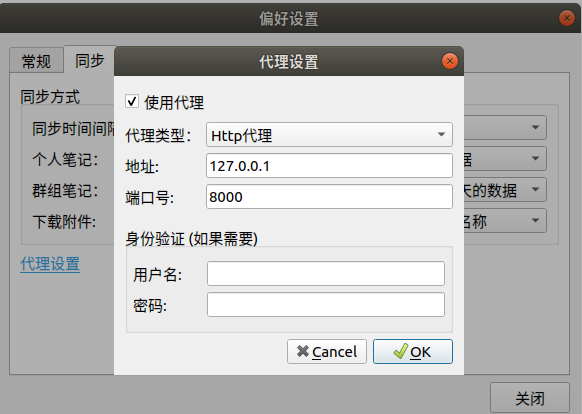 偏好设置
常规 同步
代理设置
同步方式
使用代理
同步时间间
代理类型: Http代理
个人笔记:
地址: 127.0.0.1
群组笔记: 天的数据
端口号: 8000
下载附件: 名称
身份验证 (如果需要)
代理设置
用户名:
密码:
Cancel OK
关闭